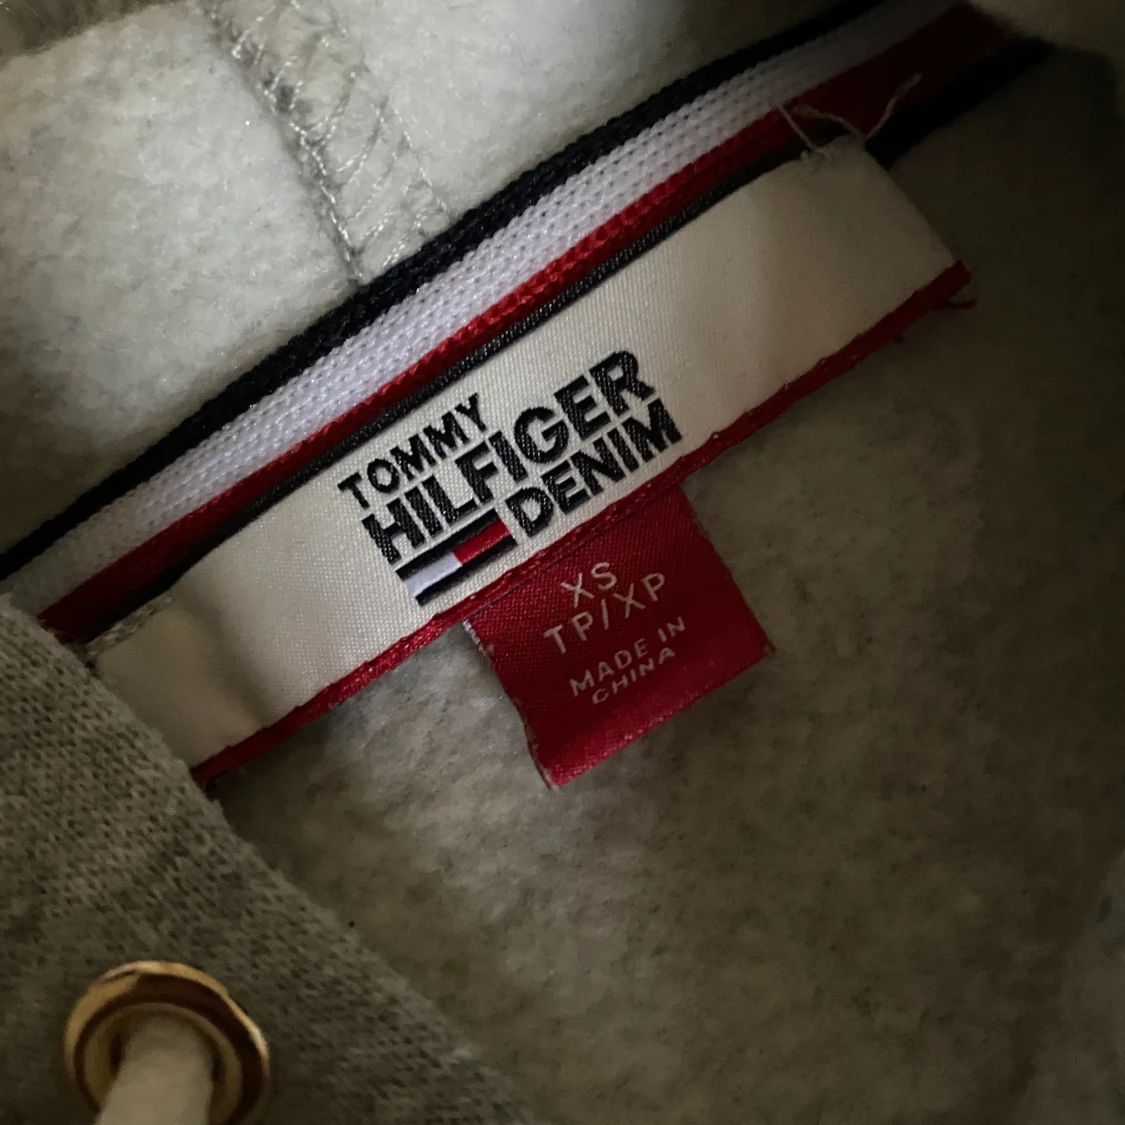 TOMMY
HILFIGER
DENIM
XS
TP/XP
MADE IN
CHINA